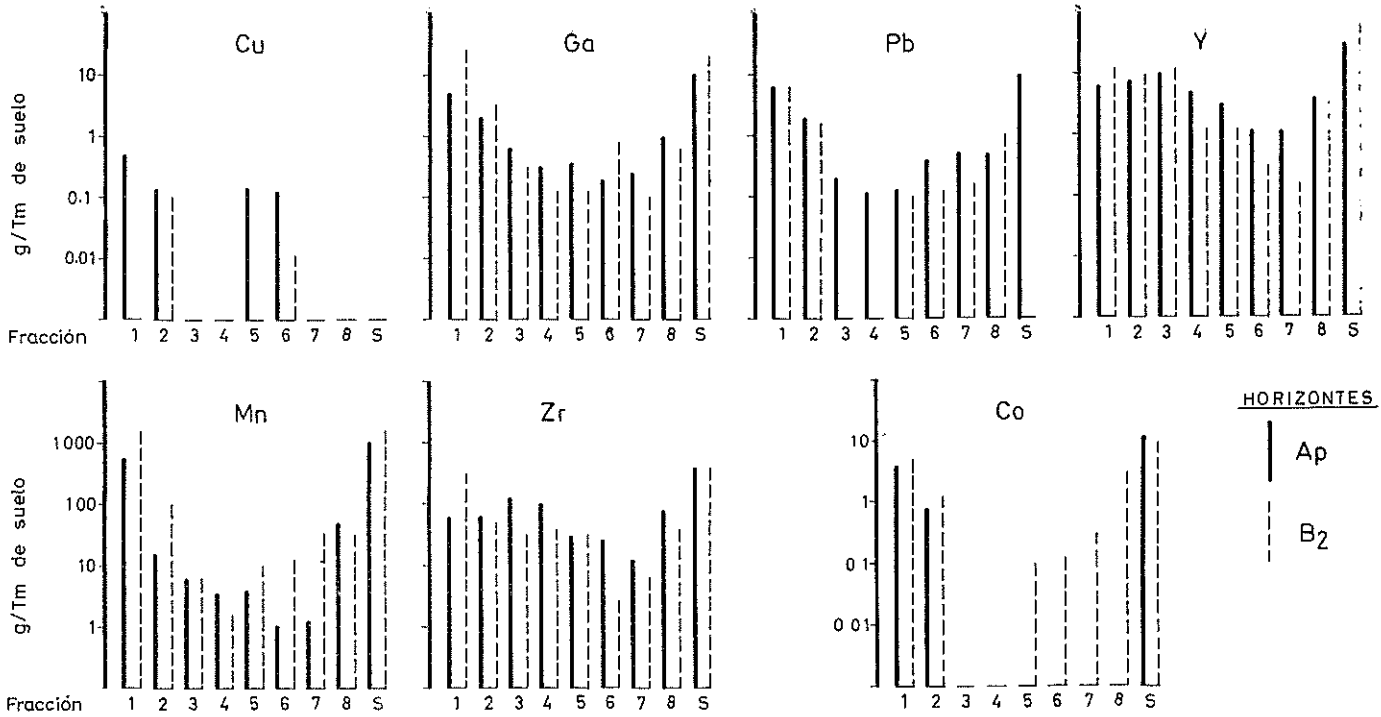 Cu
Ga
Pb
Y
10
1
0.1
0.01
g/Tm de suelo
Fracción 1 2 3 4 5 6 7 8 S
1 2 3 4 5 6 7 8 S
1 2 3 4 5 6 7 8 S
1 2 3 4 5 6 7 8 S
Mn
Zr
Co
1000
100
10
1
g/Tm de suelo
10
1
0 1
0 01
HORIZONTES
Ap
B2
Fracción 1 2 3 4 5 6 7 8 S
1 2 3 4 5 6 7 8 S
1 2 3 4 5 6 7 8 S